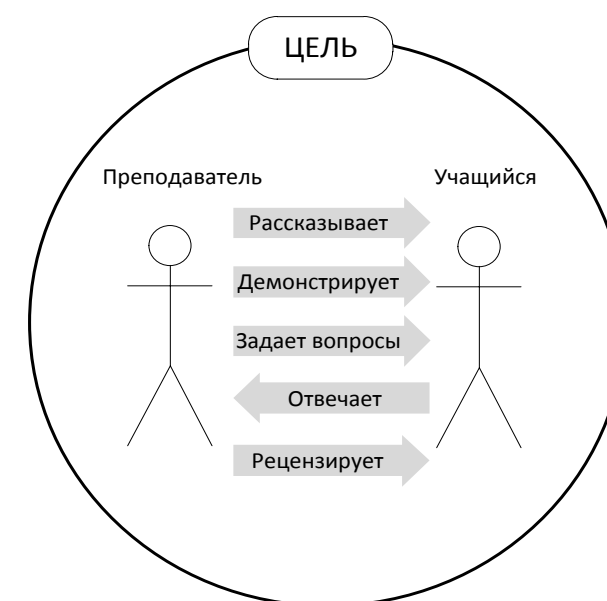 ЦЕЛЬ
Преподаватель
Учащийся
Рассказывает
Демонстрирует
Задает вопросы
Отвечает
Рецензирует